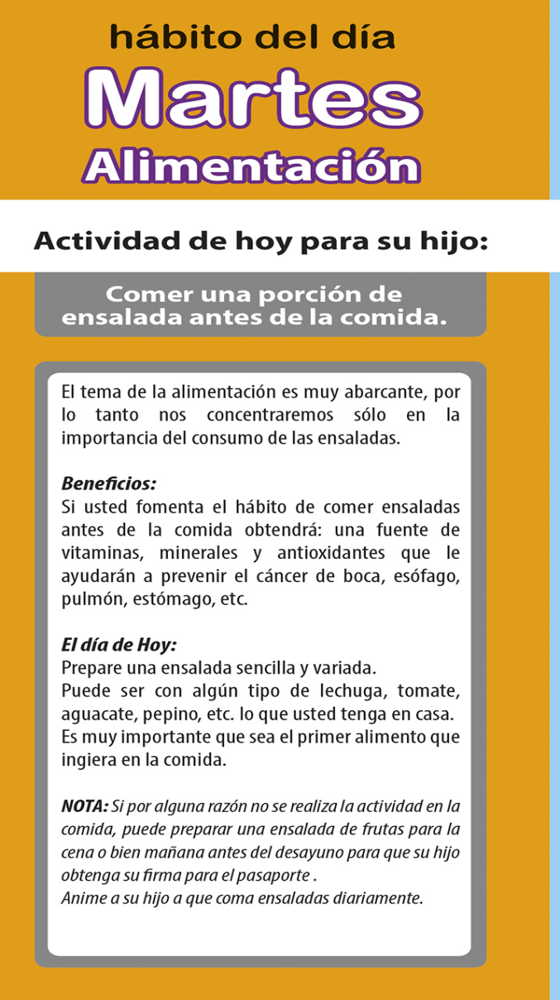 hábito del día
Martes
Alimentación
Actividad de hoy para su hijo:
Comer una porción de
ensalada antes de la comida.
El tema de la alimentación es muy abarcante, por
lo tanto nos concentraremos sólo en la
importancia del consumo de las ensaladas.
Beneficios:
Si usted fomenta el hábito de comer ensaladas
antes de la comida obtendrá: una fuente de
vitaminas, minerales y antioxidantes que le
ayudarán a prevenir el cáncer de boca, esófago,
pulmón, estómago, etc.
El día de Hoy:
Prepare una ensalada sencilla y variada.
Puede ser con algún tipo de lechuga, tomate,
aguacate, pepino, etc. lo que usted tenga en casa.
Es muy importante que sea el primer alimento que
ingiera en la comida.
NOTA: Si por alguna razón no se realiza la actividad en la
comida, puede preparar una ensalada de frutas para la
cena o bien mañana antes del desayuno para que su hijo
obtenga su firma para el pasaporte .
Anime a su hijo a que coma ensaladas diariamente.